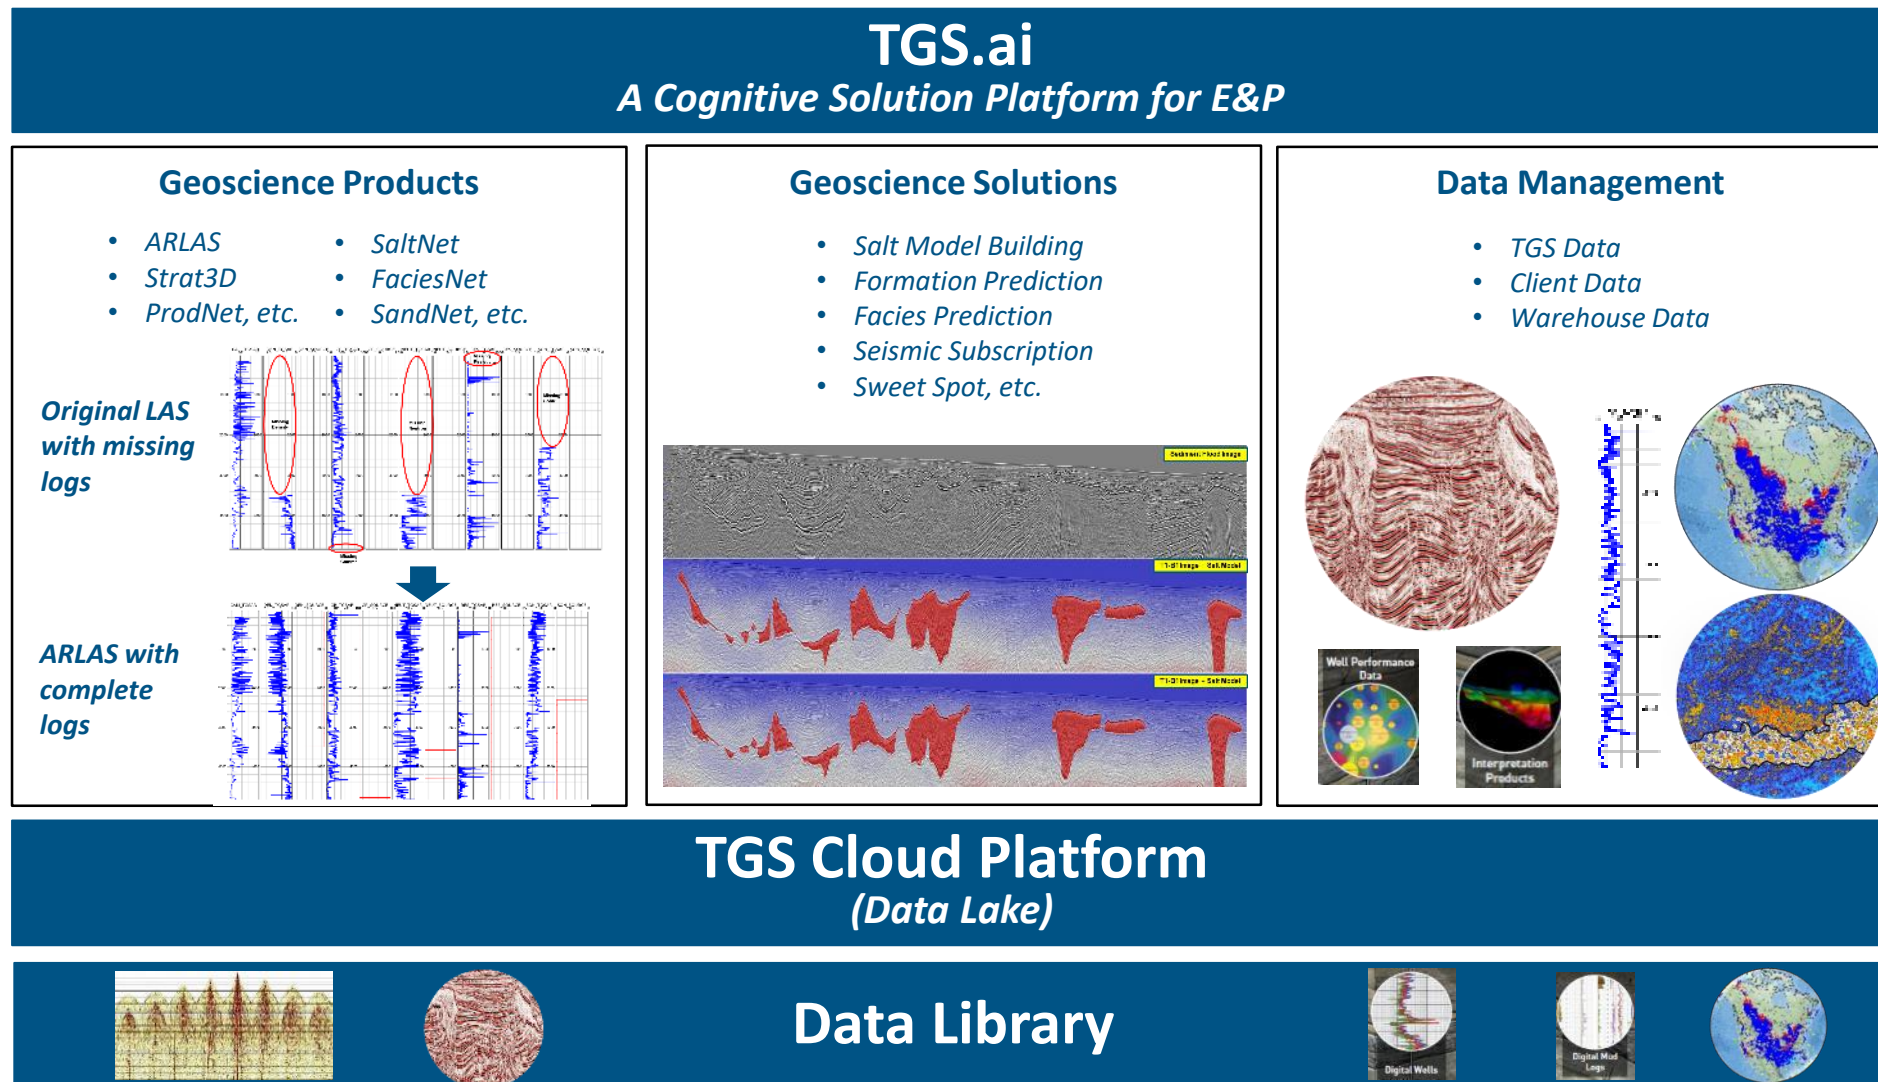 TGS.ai
A Cognitive Solution Platform for E&P
Geoscience Products
• ARLAS
• Strat3D
• ProdNet, etc.
• SaltNet
• FaciesNet
• SandNet, etc.
Original LAS
with missing
logs
ARLAS with
complete
logs
Geoscience Solutions
• Salt Model Building
• Formation Prediction
• Facies Prediction
• Seismic Subscription
• Sweet Spot, etc.
Sediment Flood Image
Data Management
• TGS Data
• Client Data
• Warehouse Data
Well Performance
Data
Interpretation
Products
TGS Cloud Platform
(Data Lake)
Data Library
Digital Wells
Digital Mud
Logs